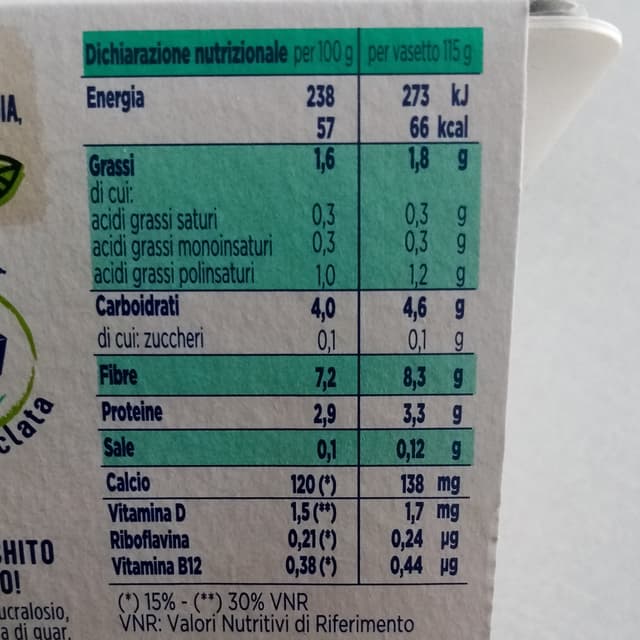 Dichiarazione nutrizionale per 100 g per vasetto 115 g
IA,
Energia 238 273 kJ
57 66 kcal
Grassi 1,6 1,8 g
di cui:
acidi grassi saturi 0,3 0,3 g
acidi grassi monoinsaturi 0,3 0,3 g
acidi grassi polinsaturi 1,0 1,2 g
Carboidrati 4,0 4,6 g
di cui: zuccheri 0,1 0,1 g
Fibre 7,2 8,3 g
Proteine 2,9 3,3 g
clata
Sale 0,1 0,12 g
Calcio 120 (*) 138 mg
Vitamina D 1,5 (**) 1,7 mg
Riboflavina 0,21 (*) 0,24 µg
CHITO
Vitamina B12 0,38 (*) 0,44 µg
O!
(*) 15% - (**) 30% VNR
ucralosio,
VNR: Valori Nutritivi di Riferimento
a di guar,